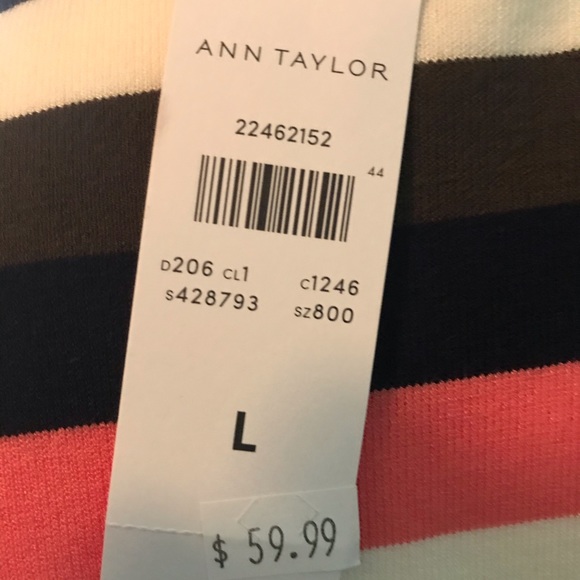 ANN TAYLOR
22462152
44
D206 CL1 C1246
S428793 SZ800
L
$ 59.99